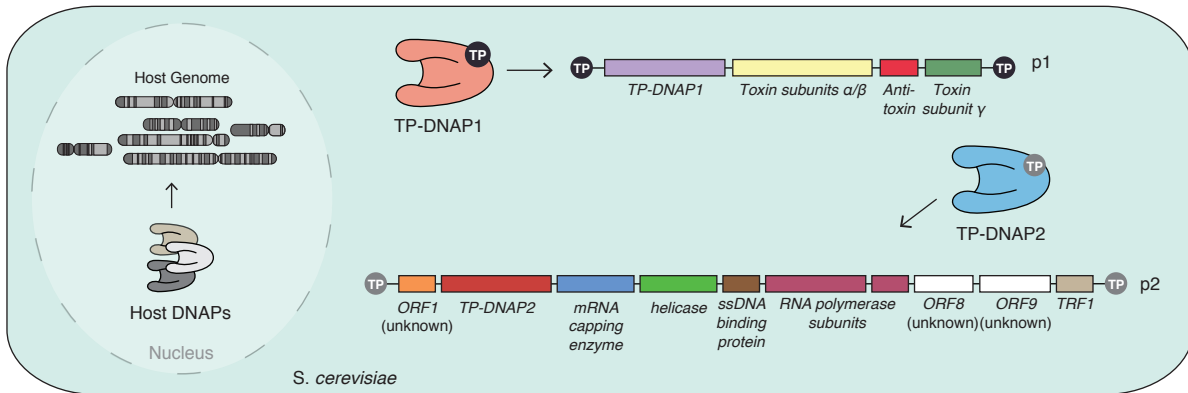 Host Genome
Host DNAPs
Nucleus
S. cerevisiae
TP
TP-DNAP1
TP
TP
p1
TP-DNAP1
Toxin subunits α/β
Anti-
toxin
Toxin
subunit γ
TP
TP-DNAP2
TP
TP
p2
ORF1
(unknown)
TP-DNAP2
mRNA
capping
enzyme
helicase
ssDNA
binding
protein
RNA polymerase
subunits
ORF8
(unknown)
ORF9
(unknown)
TRF1